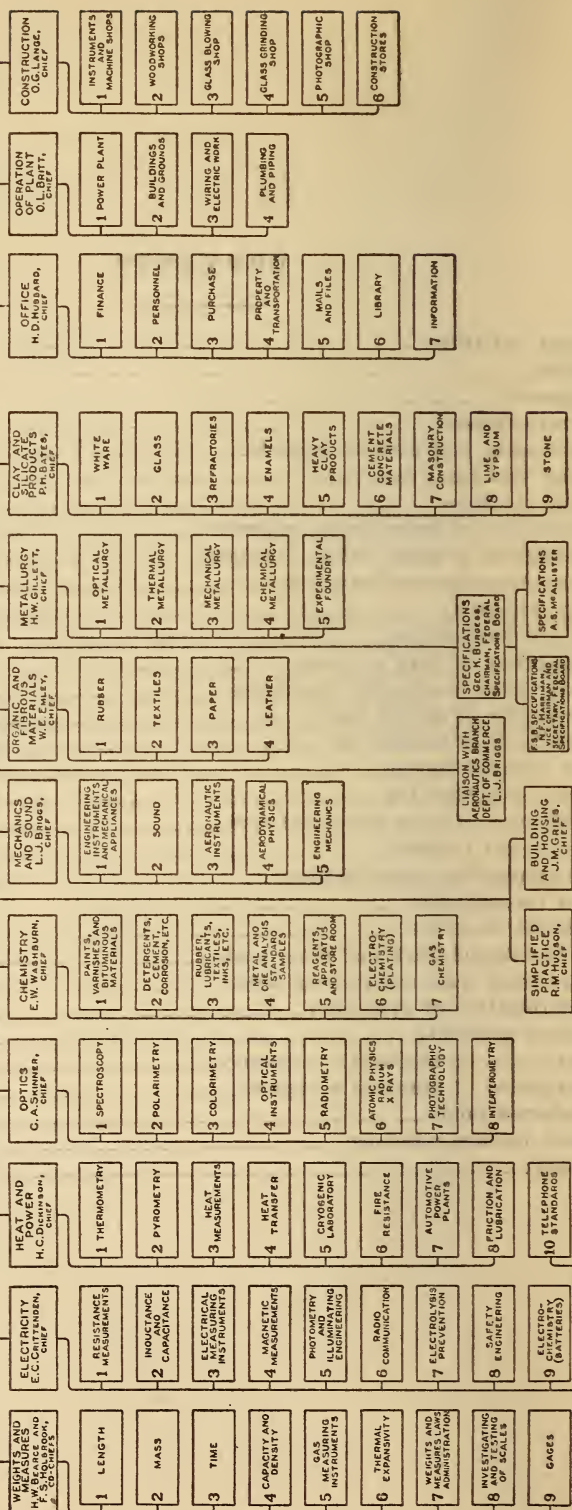 WEIGHTS AND
MEASURES
H.W. BEARCE AND
F.S. HOLBROOK,
CO-CHIEFS
1 LENGTH
2 MASS
3 TIME
4 CAPACITY AND
DENSITY
5 GAS
MEASURING
INSTRUMENTS
6 THERMAL
EXPANSIVITY
7 WEIGHTS AND
MEASURES LAWS
ADMINISTRATION
8 INVESTIGATING
AND TESTING
OF SCALES
9 GAGES
ELECTRICITY
E.C. CRITTENDEN,
CHIEF
1 RESISTANCE
MEASUREMENTS
2 INDUCTANCE
AND
CAPACITANCE
3 ELECTRICAL
MEASURING
INSTRUMENTS
4 MAGNETIC
MEASUREMENTS
5 PHOTOMETRY
AND
ILLUMINATING
ENGINEERING
6 RADIO
COMMUNICATION
7 ELECTROLYSIS
PREVENTION
8 SAFETY
ENGINEERING
9 ELECTRO-
CHEMISTRY
(BATTERIES)
10 TELEPHONE
STANDARDS
HEAT AND
POWER
H.C. DICKINSON,
CHIEF
1 THERMOMETRY
2 PYROMETRY
3 HEAT
MEASUREMENTS
4 HEAT
TRANSFER
5 CRYOGENIC
LABORATORY
6 FIRE
RESISTANCE
7 AUTOMOTIVE
POWER
PLANTS
8 FRICTION AND
LUBRICATION
OPTICS
C.A. SKINNER,
CHIEF
1 SPECTROSCOPY
2 POLARIMETRY
3 COLORIMETRY
4 OPTICAL
INSTRUMENTS
5 RADIOMETRY
6 ATOMIC PHYSICS
RADIUM
X RAYS
7 PHOTOGRAPHIC
TECHNOLOGY
8 INTERFEROMETRY
CHEMISTRY
E.W. WASHBURN,
CHIEF
1 PAINTS,
VARNISHES AND
BITUMINOUS
MATERIALS
2 DETERGENTS,
CEMENT,
CORROSION, ETC.
3 RUBBER,
LUBRICANTS,
TEXTILES,
INKS, ETC.
4 METAL AND
ORE ANALYSIS
STANDARD
SAMPLES
5 REAGENTS,
APPARATUS
AND STORE ROOM
6 ELECTRO-
CHEMISTRY
(PLATING)
7 GAS
CHEMISTRY
MECHANICS
AND SOUND
L.J. BRIGGS,
CHIEF
1 ENGINEERING
INSTRUMENTS
AND MECHANICAL
APPLIANCES
2 SOUND
3 AERONAUTIC
INSTRUMENTS
4 AERODYNAMICAL
PHYSICS
5 ENGINEERING
MECHANICS
ORGANIC AND
FIBROUS
MATERIALS
W.E. EMLEY,
CHIEF
1 RUBBER
2 TEXTILES
3 PAPER
4 LEATHER
METALLURGY
H.W. GILLETT,
CHIEF
1 OPTICAL
METALLURGY
2 THERMAL
METALLURGY
3 MECHANICAL
METALLURGY
4 CHEMICAL
METALLURGY
5 EXPERIMENTAL
FOUNDRY
CLAY AND
SILICATE
PRODUCTS
P.H. BATES,
CHIEF
1 WHITE
WARE
2 GLASS
3 REFRACTORIES
4 ENAMELS
5 HEAVY
CLAY
PRODUCTS
6 CEMENT
CONCRETE
MATERIALS
7 MASONRY
CONSTRUCTION
8 LIME AND
GYPSUM
9 STONE
OFFICE
H.D. HUBBARD,
CHIEF
1 FINANCE
2 PERSONNEL
3 PURCHASE
4 PROPERTY
AND
TRANSPORTATION
5 MAILS
AND FILES
6 LIBRARY
7 INFORMATION
OPERATION
OF PLANT
O.L. BRITT,
CHIEF
1 POWER PLANT
2 BUILDINGS
AND GROUNDS
3 WIRING AND
ELECTRIC WORK
4 PLUMBING
AND PIPING
CONSTRUCTION
O.G. LANGE,
CHIEF
1 INSTRUMENTS
AND
MACHINE SHOPS
2 WOODWORKING
SHOPS
3 GLASS BLOWING
SHOP
4 GLASS GRINDING
SHOP
5 PHOTOGRAPHIC
SHOP
6 CONSTRUCTION
STORES
SIMPLIFIED
PRACTICE
R.M. HUDSON,
CHIEF
BUILDING
AND HOUSING
J.M. GRIES,
CHIEF
LIAISON WITH
AERONAUTICS BRANCH
DEPT. OF COMMERCE
L.J. BRIGGS
SPECIFICATIONS
GEO. K. BURGESS,
CHAIRMAN, FEDERAL
SPECIFICATIONS BOARD
F.S.B. SPECIFICATIONS
N.F. HARRIMAN,
VICE CHAIRMAN AND
SECRETARY, FEDERAL
SPECIFICATIONS BOARD
SPECIFICATIONS
A.S. McALLISTER